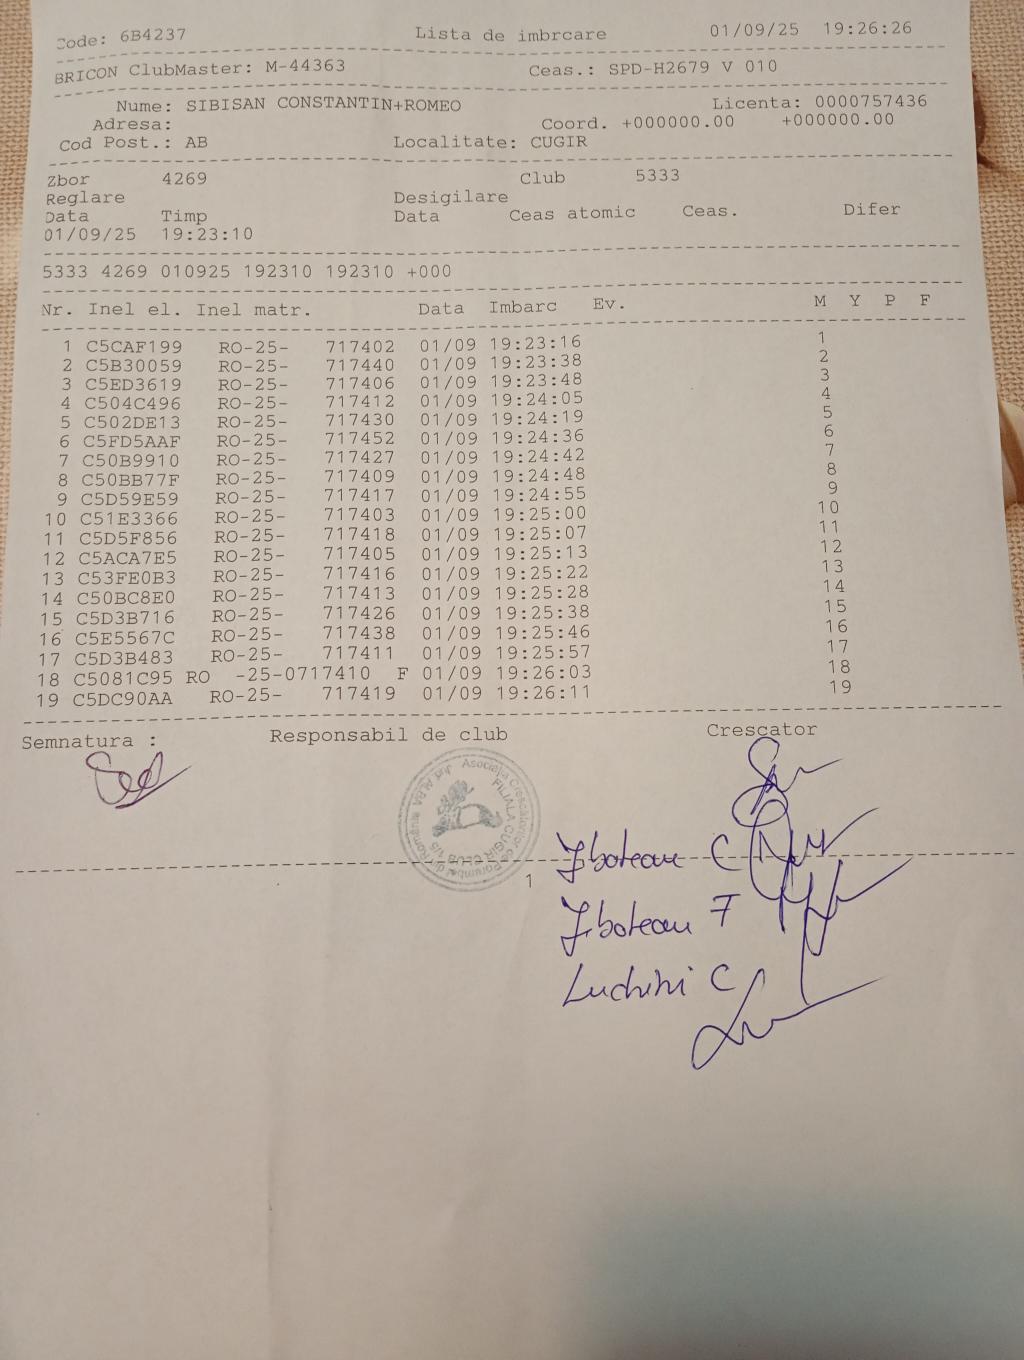 Code: 6B4237 Lista de imbrcare 01/09/25 19:26:26
BRICON ClubMaster: M-44363 Ceas.: SPD-H2679 V 010
Nume: SIBISAN CONSTANTIN+ROMEO Licenta: 0000757436
Adresa: Coord. +000000.00 +000000.00
Cod Post.: AB Localitate: CUGIR
Zbor 4269 Club 5333
Reglare Desigilare
Data Timp Data Ceas atomic Ceas. Difer
01/09/25 19:23:10
5333 4269 010925 192310 192310 +000
Nr. Inel el. Inel matr. Data Imbarc Ev. M Y P F
1 C5CAF199 RO-25- 717402 01/09 19:23:16 1
2 C5B30059 RO-25- 717440 01/09 19:23:38 2
3 C5ED3619 RO-25- 717406 01/09 19:23:48 3
4 C504C496 RO-25- 717412 01/09 19:24:05 4
5 C502DE13 RO-25- 717430 01/09 19:24:19 5
6 C5FD5AAF RO-25- 717452 01/09 19:24:36 6
7 C50B9910 RO-25- 717427 01/09 19:24:42 7
8 C50BB77F RO-25- 717409 01/09 19:24:48 8
9 C5D59E59 RO-25- 717417 01/09 19:24:55 9
10 C51E3366 RO-25- 717403 01/09 19:25:00 10
11 C5D5F856 RO-25- 717418 01/09 19:25:07 11
12 C5ACA7E5 RO-25- 717405 01/09 19:25:13 12
13 C53FE0B3 RO-25- 717416 01/09 19:25:22 13
14 C50BC8E0 RO-25- 717413 01/09 19:25:28 14
15 C5D3B716 RO-25- 717426 01/09 19:25:38 15
16 C5E5567C RO-25- 717438 01/09 19:25:46 16
17 C5D3B483 RO-25- 717411 01/09 19:25:57 17
18 C5081C95 RO -25-0717410 F 01/09 19:26:03 18
19 C5DC90AA RO-25- 717419 01/09 19:26:11 19
Semnatura : Responsabil de club Crescator
Asociația Crescătorilor de Porumbei din România
Jud ALBA
FILIALA CUGIR CLUB
1
C
F
Luchini C